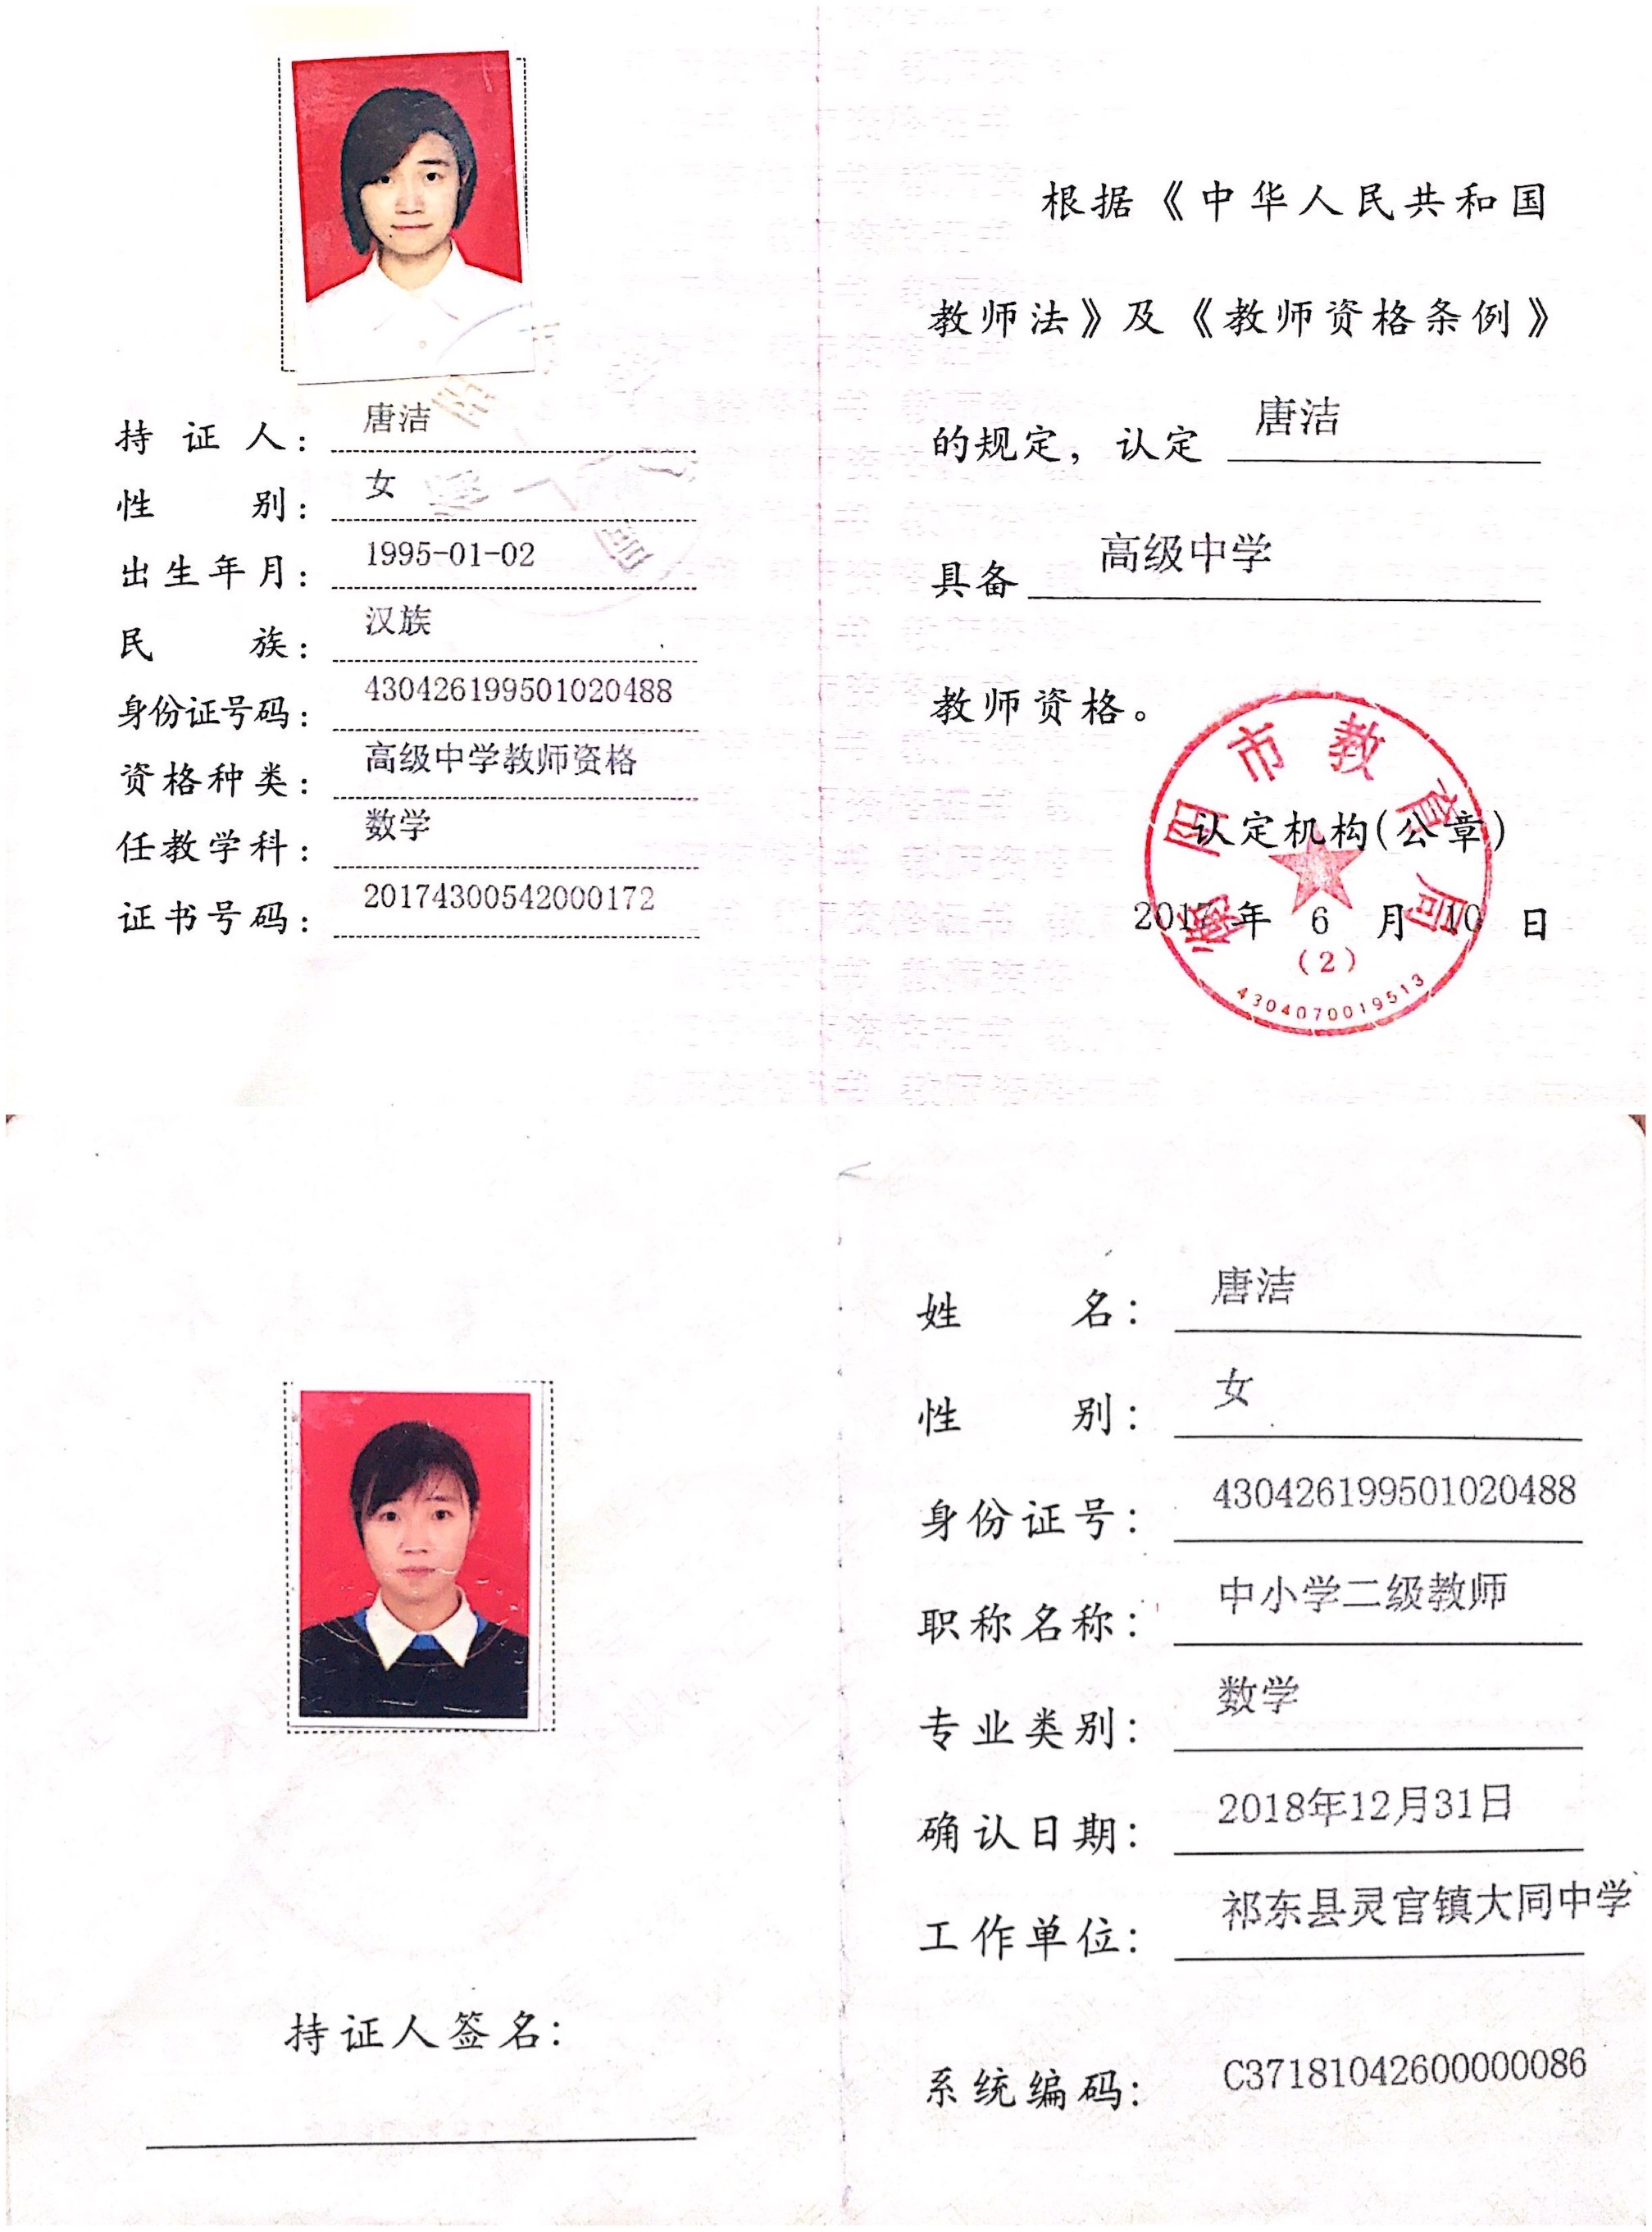 持证人： 唐洁
性别： 女
出生年月： 1995-01-02
民族： 汉族
身份证号码： 430426199501020488
资格种类： 高级中学教师资格
任教学科： 数学
证书号码： 20174300542000172
根据《中华人民共和国
教师法》及《教师资格条例》
的规定，认定 唐洁
具备 高级中学
教师资格。
衡阳市教育局
认定机构(公章)
2017 年 6 月 10 日
(2)
4304070019513
持证人签名：
姓名： 唐洁
性别： 女
身份证号： 430426199501020488
职称名称： 中小学二级教师
专业类别： 数学
确认日期： 2018年12月31日
工作单位： 祁东县灵官镇大同中学
系统编码： C37181042600000086